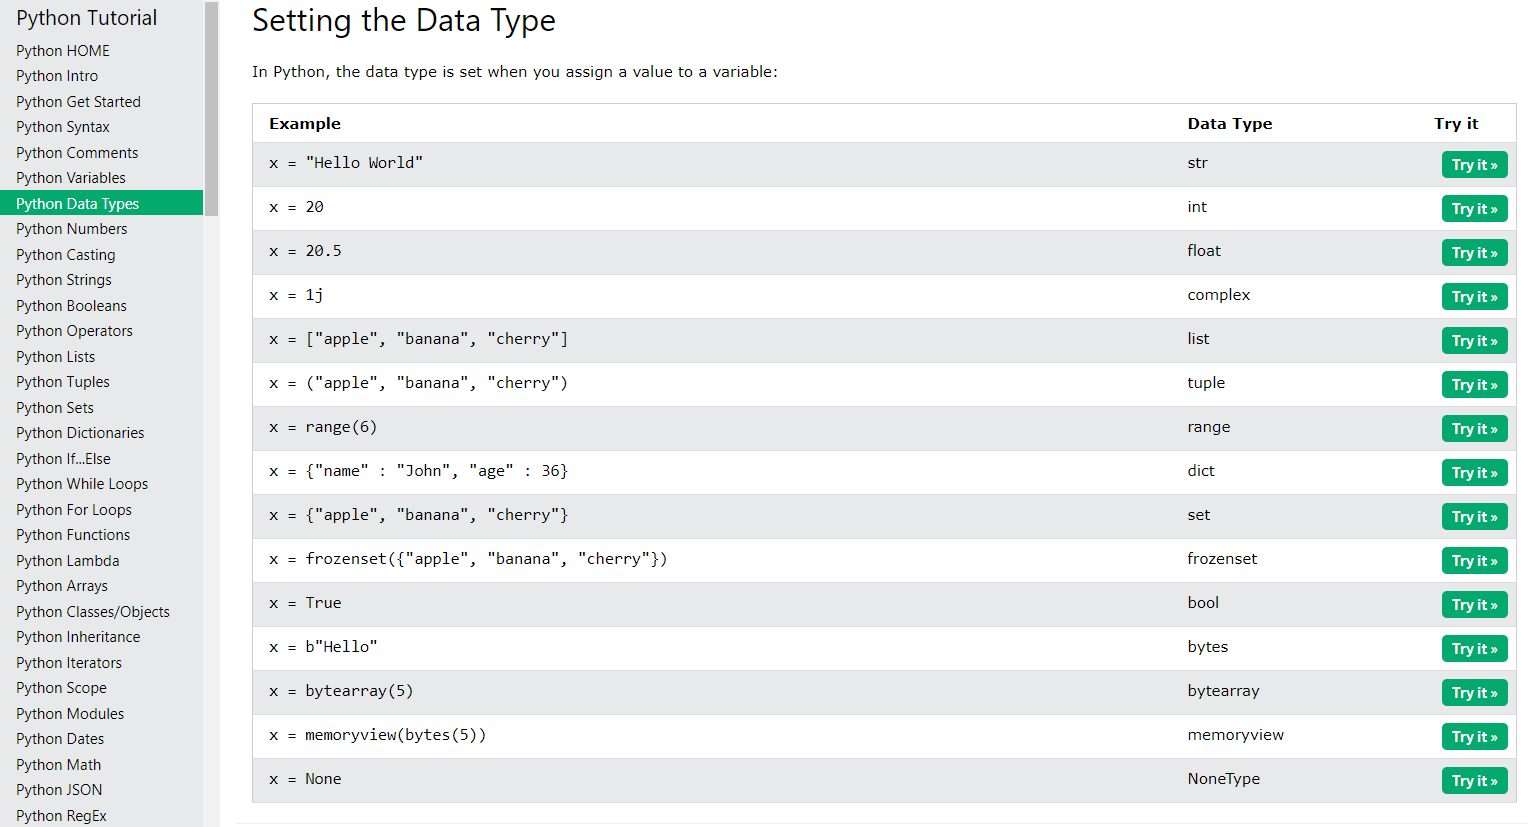 Python Tutorial
Python HOME
Python Intro
Python Get Started
Python Syntax
Python Comments
Python Variables
Python Data Types
Python Numbers
Python Casting
Python Strings
Python Booleans
Python Operators
Python Lists
Python Tuples
Python Sets
Python Dictionaries
Python If...Else
Python While Loops
Python For Loops
Python Functions
Python Lambda
Python Arrays
Python Classes/Objects
Python Inheritance
Python Iterators
Python Scope
Python Modules
Python Dates
Python Math
Python JSON
Python RegEx
Setting the Data Type
In Python, the data type is set when you assign a value to a variable:
Example Data Type Try it
x = "Hello World" str Try it »
x = 20 int Try it »
x = 20.5 float Try it »
x = 1j complex Try it »
x = ["apple", "banana", "cherry"] list Try it »
x = ("apple", "banana", "cherry") tuple Try it »
x = range(6) range Try it »
x = {"name" : "John", "age" : 36} dict Try it »
x = {"apple", "banana", "cherry"} set Try it »
x = frozenset({"apple", "banana", "cherry"}) frozenset Try it »
x = True bool Try it »
x = b"Hello" bytes Try it »
x = bytearray(5) bytearray Try it »
x = memoryview(bytes(5)) memoryview Try it »
x = None NoneType Try it »